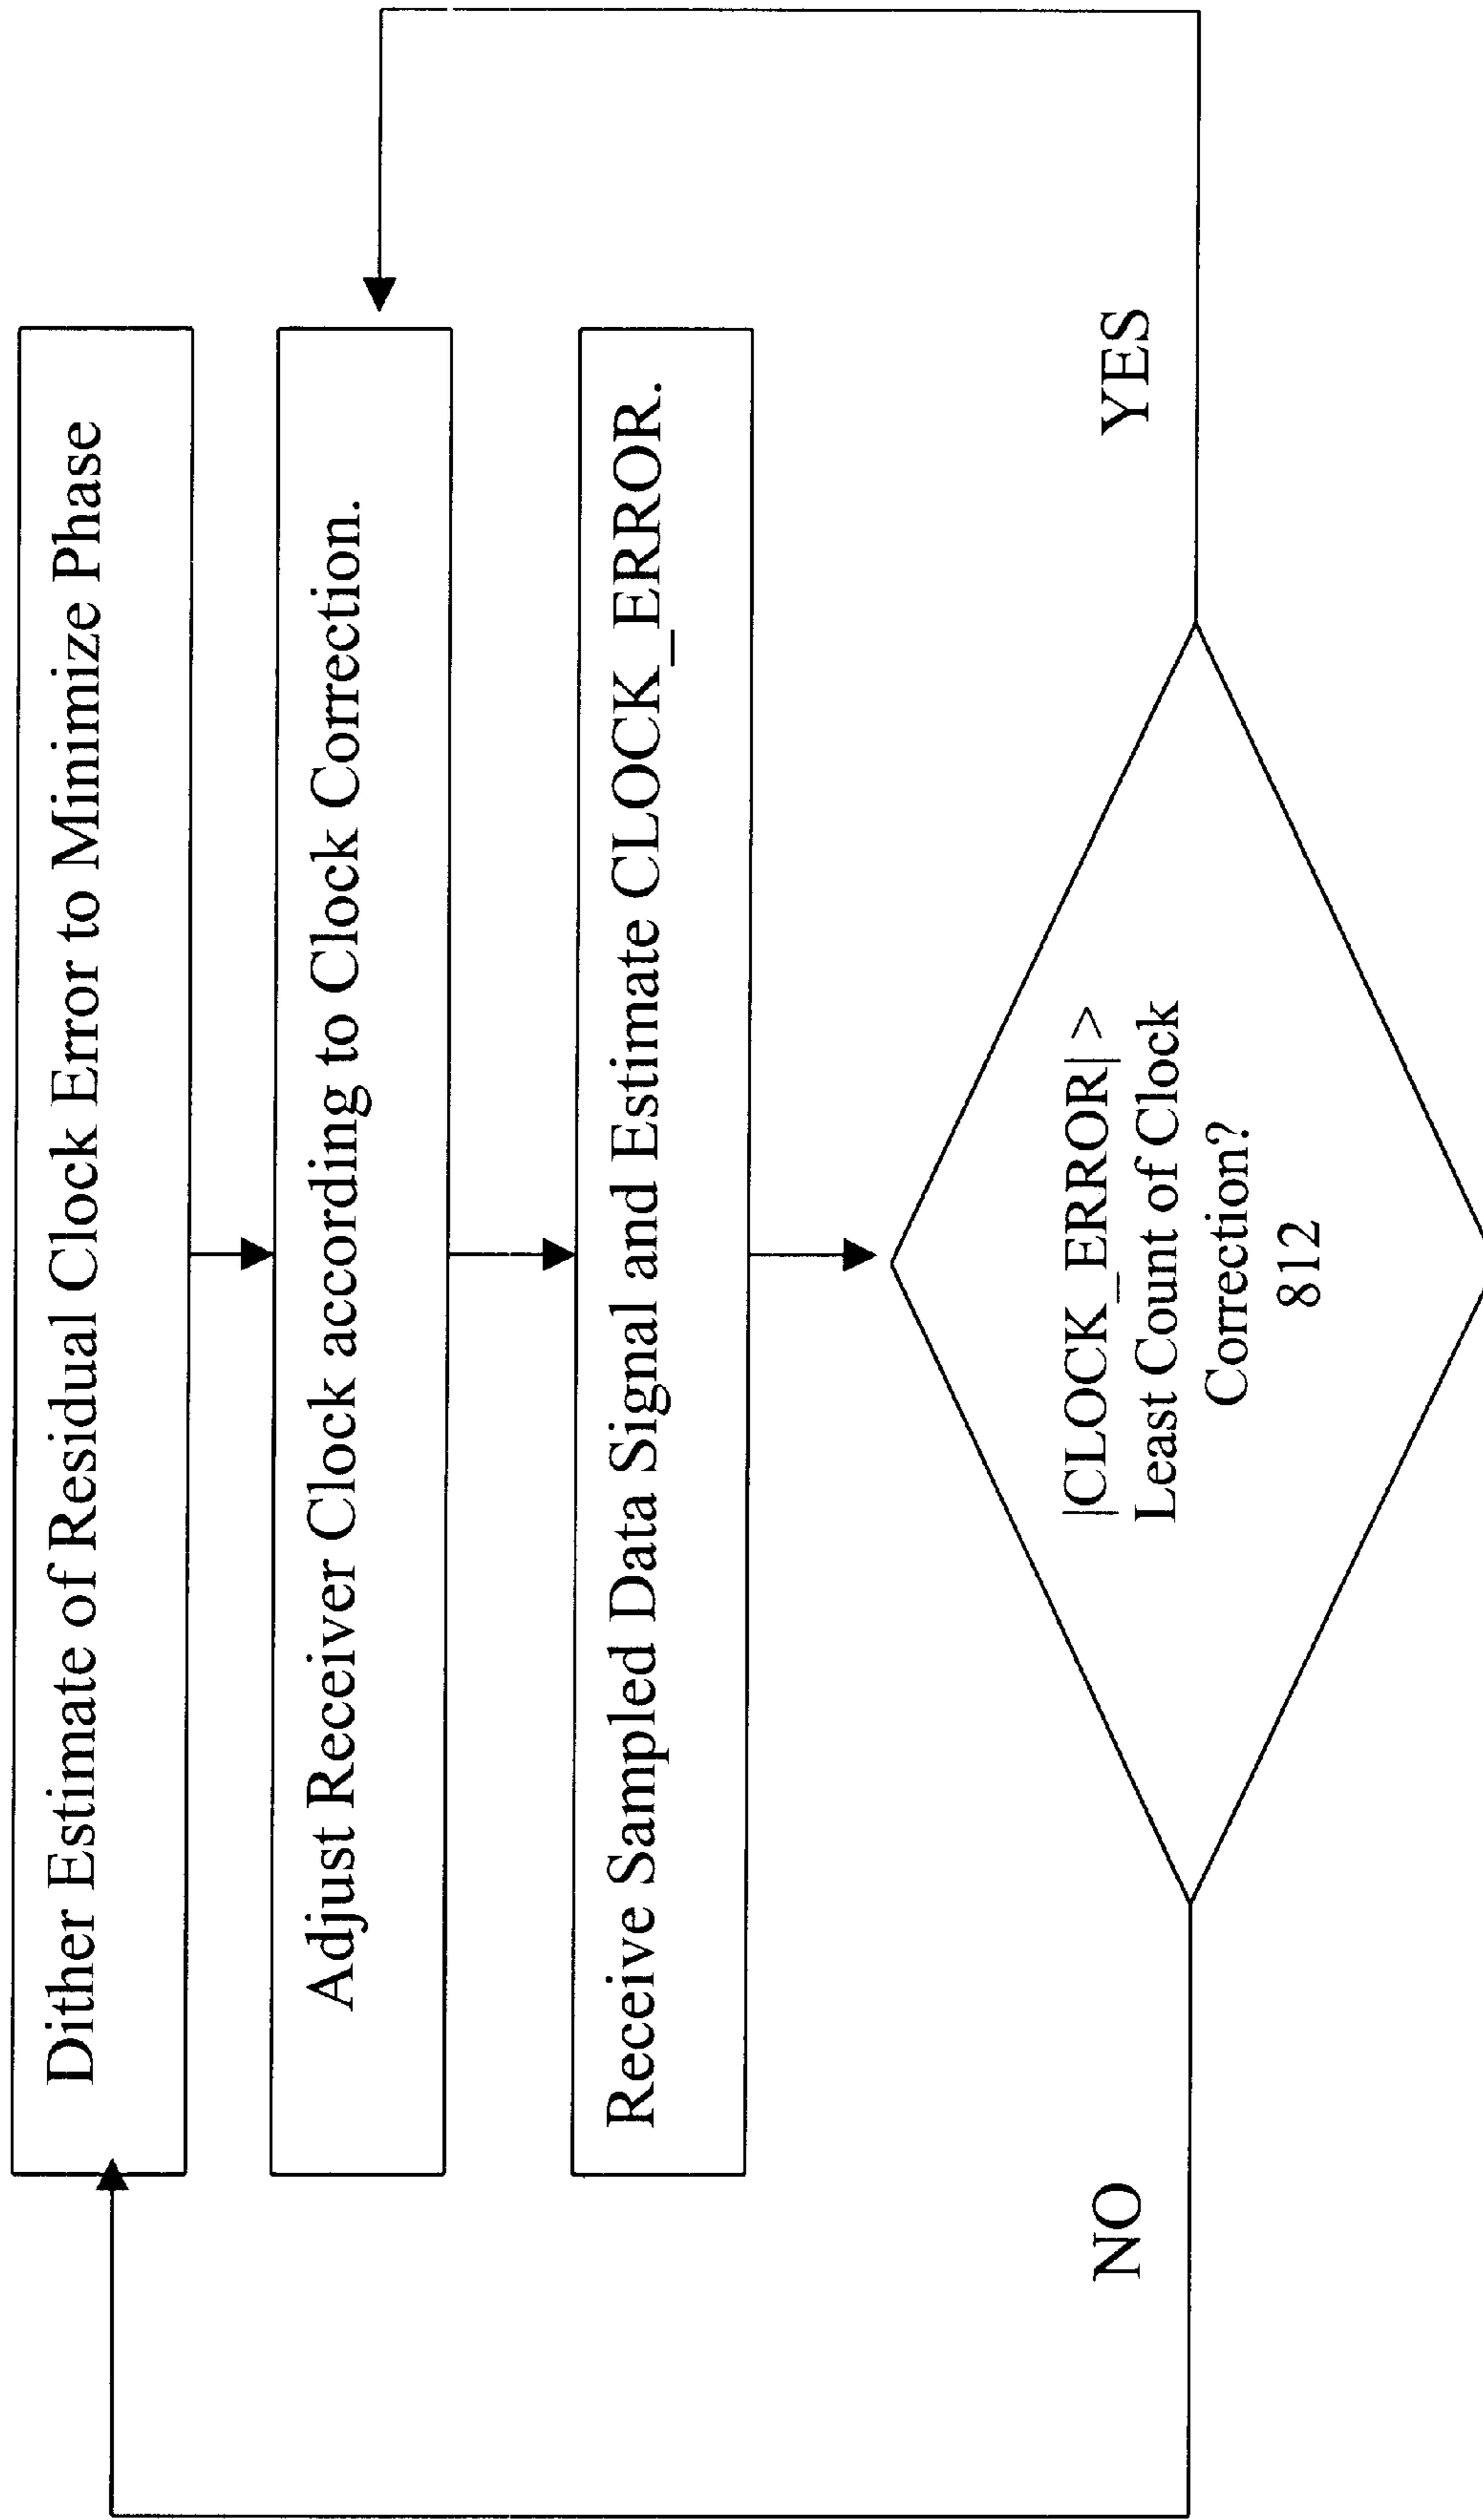 Dither Estimate of Residual Clock Error to Minimize Phase
Adjust Receiver Clock according to Clock Correction.
Receive Sampled Data Signal and Estimate CLOCK_ERROR.
|CLOCK_ERROR| >
Least Count of Clock
Correction?
812
NO
YES